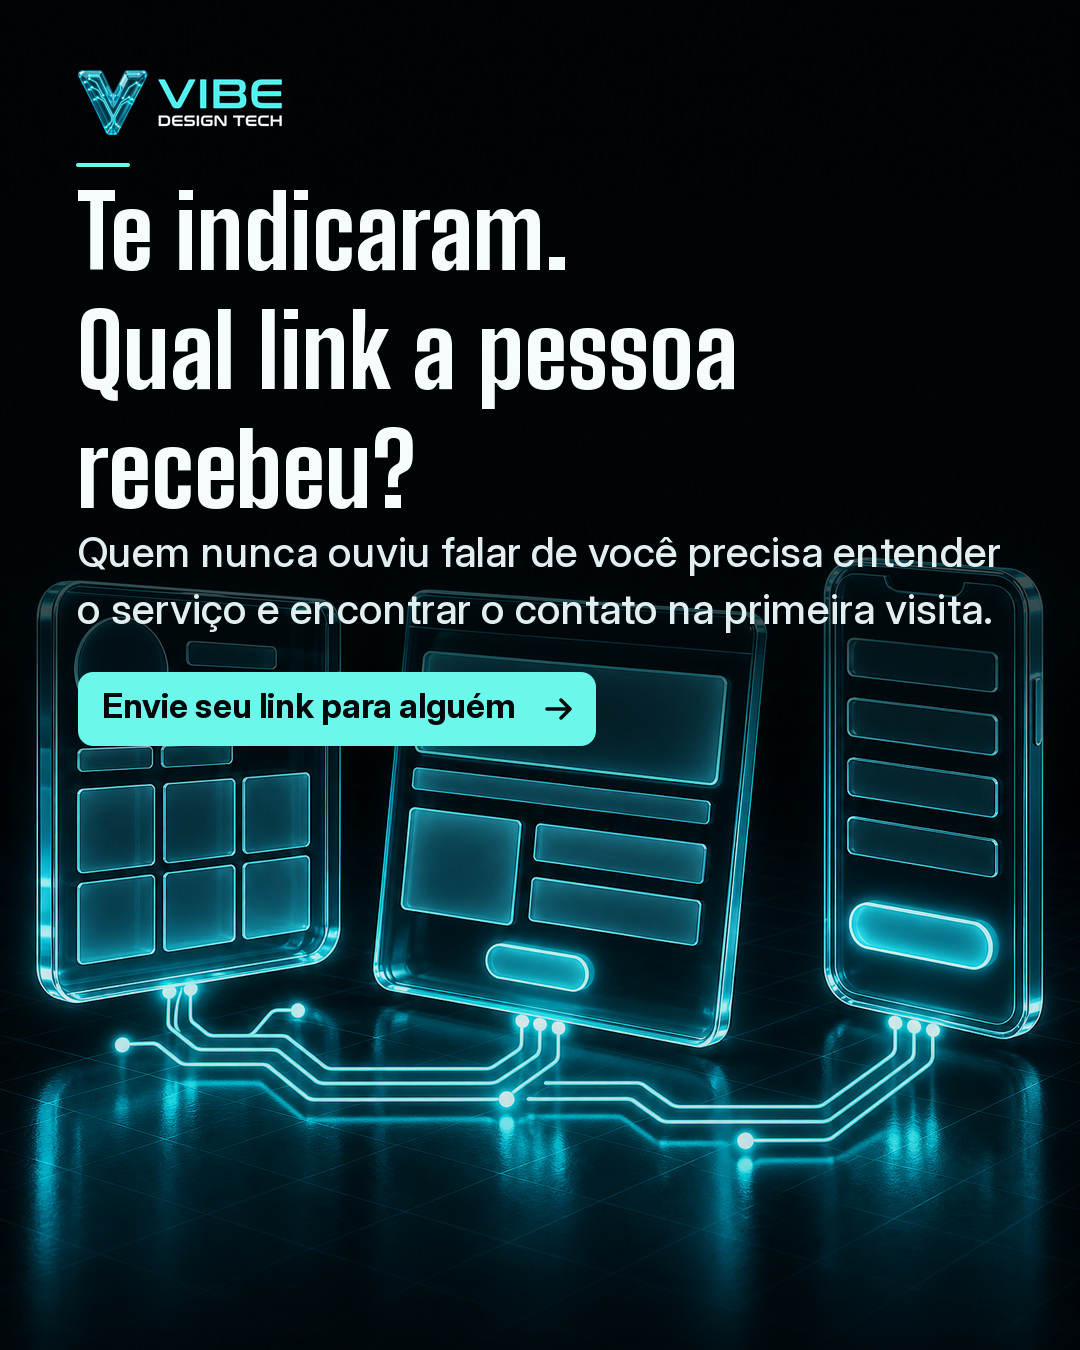 VIBE
DESIGN TECH
Te indicaram.
Qual link a pessoa
recebeu?
Quem nunca ouviu falar de você precisa entender
o serviço e encontrar o contato na primeira visita.
Envie seu link para alguém →